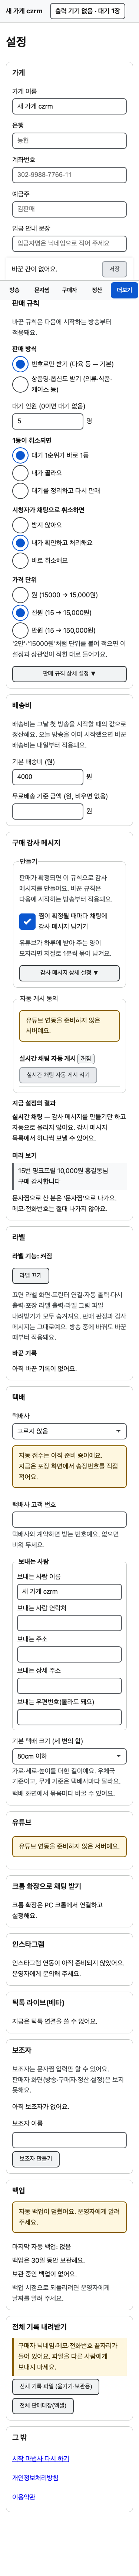 새 가게 czrm
출력 기기 없음 · 대기 1장
설정
가게
가게 이름
새 가게 czrm
은행
농협
계좌번호
302-9988-7766-11
예금주
김판매
입금 안내 문장
입금자명은 닉네임으로 적어 주세요
바꾼 칸이 없어요.
저장
방송
문자찜
구매자
정산
더보기
판매 규칙
바꾼 규칙은 다음에 시작하는 방송부터
적용돼요.
판매 방식
번호로만 받기 (다육 등 — 기본)
상품명·옵션도 받기 (의류·식품·
케이스 등)
대기 인원 (0이면 대기 없음)
5
명
1등이 취소되면
대기 1순위가 바로 1등
내가 골라요
대기를 정리하고 다시 판매
시청자가 채팅으로 취소하면
받지 않아요
내가 확인하고 처리해요
바로 취소해요
가격 단위
원 (15000 → 15,000원)
천원 (15 → 15,000원)
만원 (15 → 150,000원)
'2만'·'15000원'처럼 단위를 붙여 적으면 이
설정과 상관없이 적힌 대로 들어가요.
판매 규칙 상세 설정 ▼
배송비
배송비는 그날 첫 방송을 시작할 때의 값으로
정산해요. 오늘 방송을 이미 시작했으면 바꾼
배송비는 내일부터 적용돼요.
기본 배송비 (원)
4000
원
무료배송 기준 금액 (원, 비우면 없음)
원
구매 감사 메시지
만들기
판매가 확정되면 이 규칙으로 감사
메시지를 만들어요. 바꾼 규칙은
다음에 시작하는 방송부터 적용돼요.
찜이 확정될 때마다 채팅에
감사 메시지 남기기
유튜브가 하루에 받아 주는 양이
모자라면 저절로 1분씩 묶어 남겨요.
감사 메시지 상세 설정 ▼
자동 게시 동의
유튜브 연동을 준비하지 않은
서버예요.
실시간 채팅 자동 게시 꺼짐
실시간 채팅 자동 게시 켜기
지금 설정의 결과
실시간 채팅 — 감사 메시지를 만들기만 하고
자동으로 올리지 않아요. 감사 메시지
목록에서 하나씩 보낼 수 있어요.
미리 보기
15번 핑크프릴 10,000원 홍길동님
구매 감사합니다
문자찜으로 산 분은 '문자찜'으로 나가요.
메모·전화번호는 절대 나가지 않아요.
라벨
라벨 기능: 켜짐
라벨 끄기
끄면 라벨 화면·프린터 연결·자동 출력·다시
출력·포장 라벨 출력·라벨 그림 파일
내려받기가 모두 숨겨져요. 판매 판정과 감사
메시지는 그대로예요. 방송 중에 바꿔도 바꾼
때부터 적용돼요.
바꾼 기록
아직 바꾼 기록이 없어요.
택배
택배사
고르지 않음
자동 접수는 아직 준비 중이에요.
지금은 포장 화면에서 송장번호를 직접
적어요.
택배사 고객 번호
택배사와 계약하면 받는 번호예요. 없으면
비워 두세요.
보내는 사람
보내는 사람 이름
새 가게 czrm
보내는 사람 연락처
보내는 주소
보내는 상세 주소
보내는 우편번호(몰라도 돼요)
기본 택배 크기 (세 변의 합)
80cm 이하
가로·세로·높이를 더한 길이예요. 우체국
기준이고, 무게 기준은 택배사마다 달라요.
택배 화면에서 묶음마다 바꿀 수 있어요.
유튜브
유튜브 연동을 준비하지 않은 서버예요.
크롬 확장으로 채팅 받기
크롬 확장은 PC 크롬에서 연결하고
설정해요.
인스타그램
인스타그램 연동이 아직 준비되지 않았어요.
운영자에게 문의해 주세요.
틱톡 라이브(베타)
지금은 틱톡 연결을 쓸 수 없어요.
보조자
보조자는 문자찜 입력만 할 수 있어요.
판매자 화면(방송·구매자·정산·설정)은 보지
못해요.
아직 보조자가 없어요.
보조자 이름
보조자 만들기
백업
자동 백업이 멈췄어요. 운영자에게 알려
주세요.
마지막 자동 백업: 없음
백업은 30일 동안 보관해요.
보관 중인 백업이 없어요.
백업 시점으로 되돌리려면 운영자에게
날짜를 알려 주세요.
전체 기록 내려받기
구매자 닉네임·메모·전화번호 끝자리가
들어 있어요. 파일을 다른 사람에게
보내지 마세요.
전체 기록 파일 (옮기기·보관용)
전체 판매대장(엑셀)
그 밖
시작 마법사 다시 하기
개인정보처리방침
이용약관